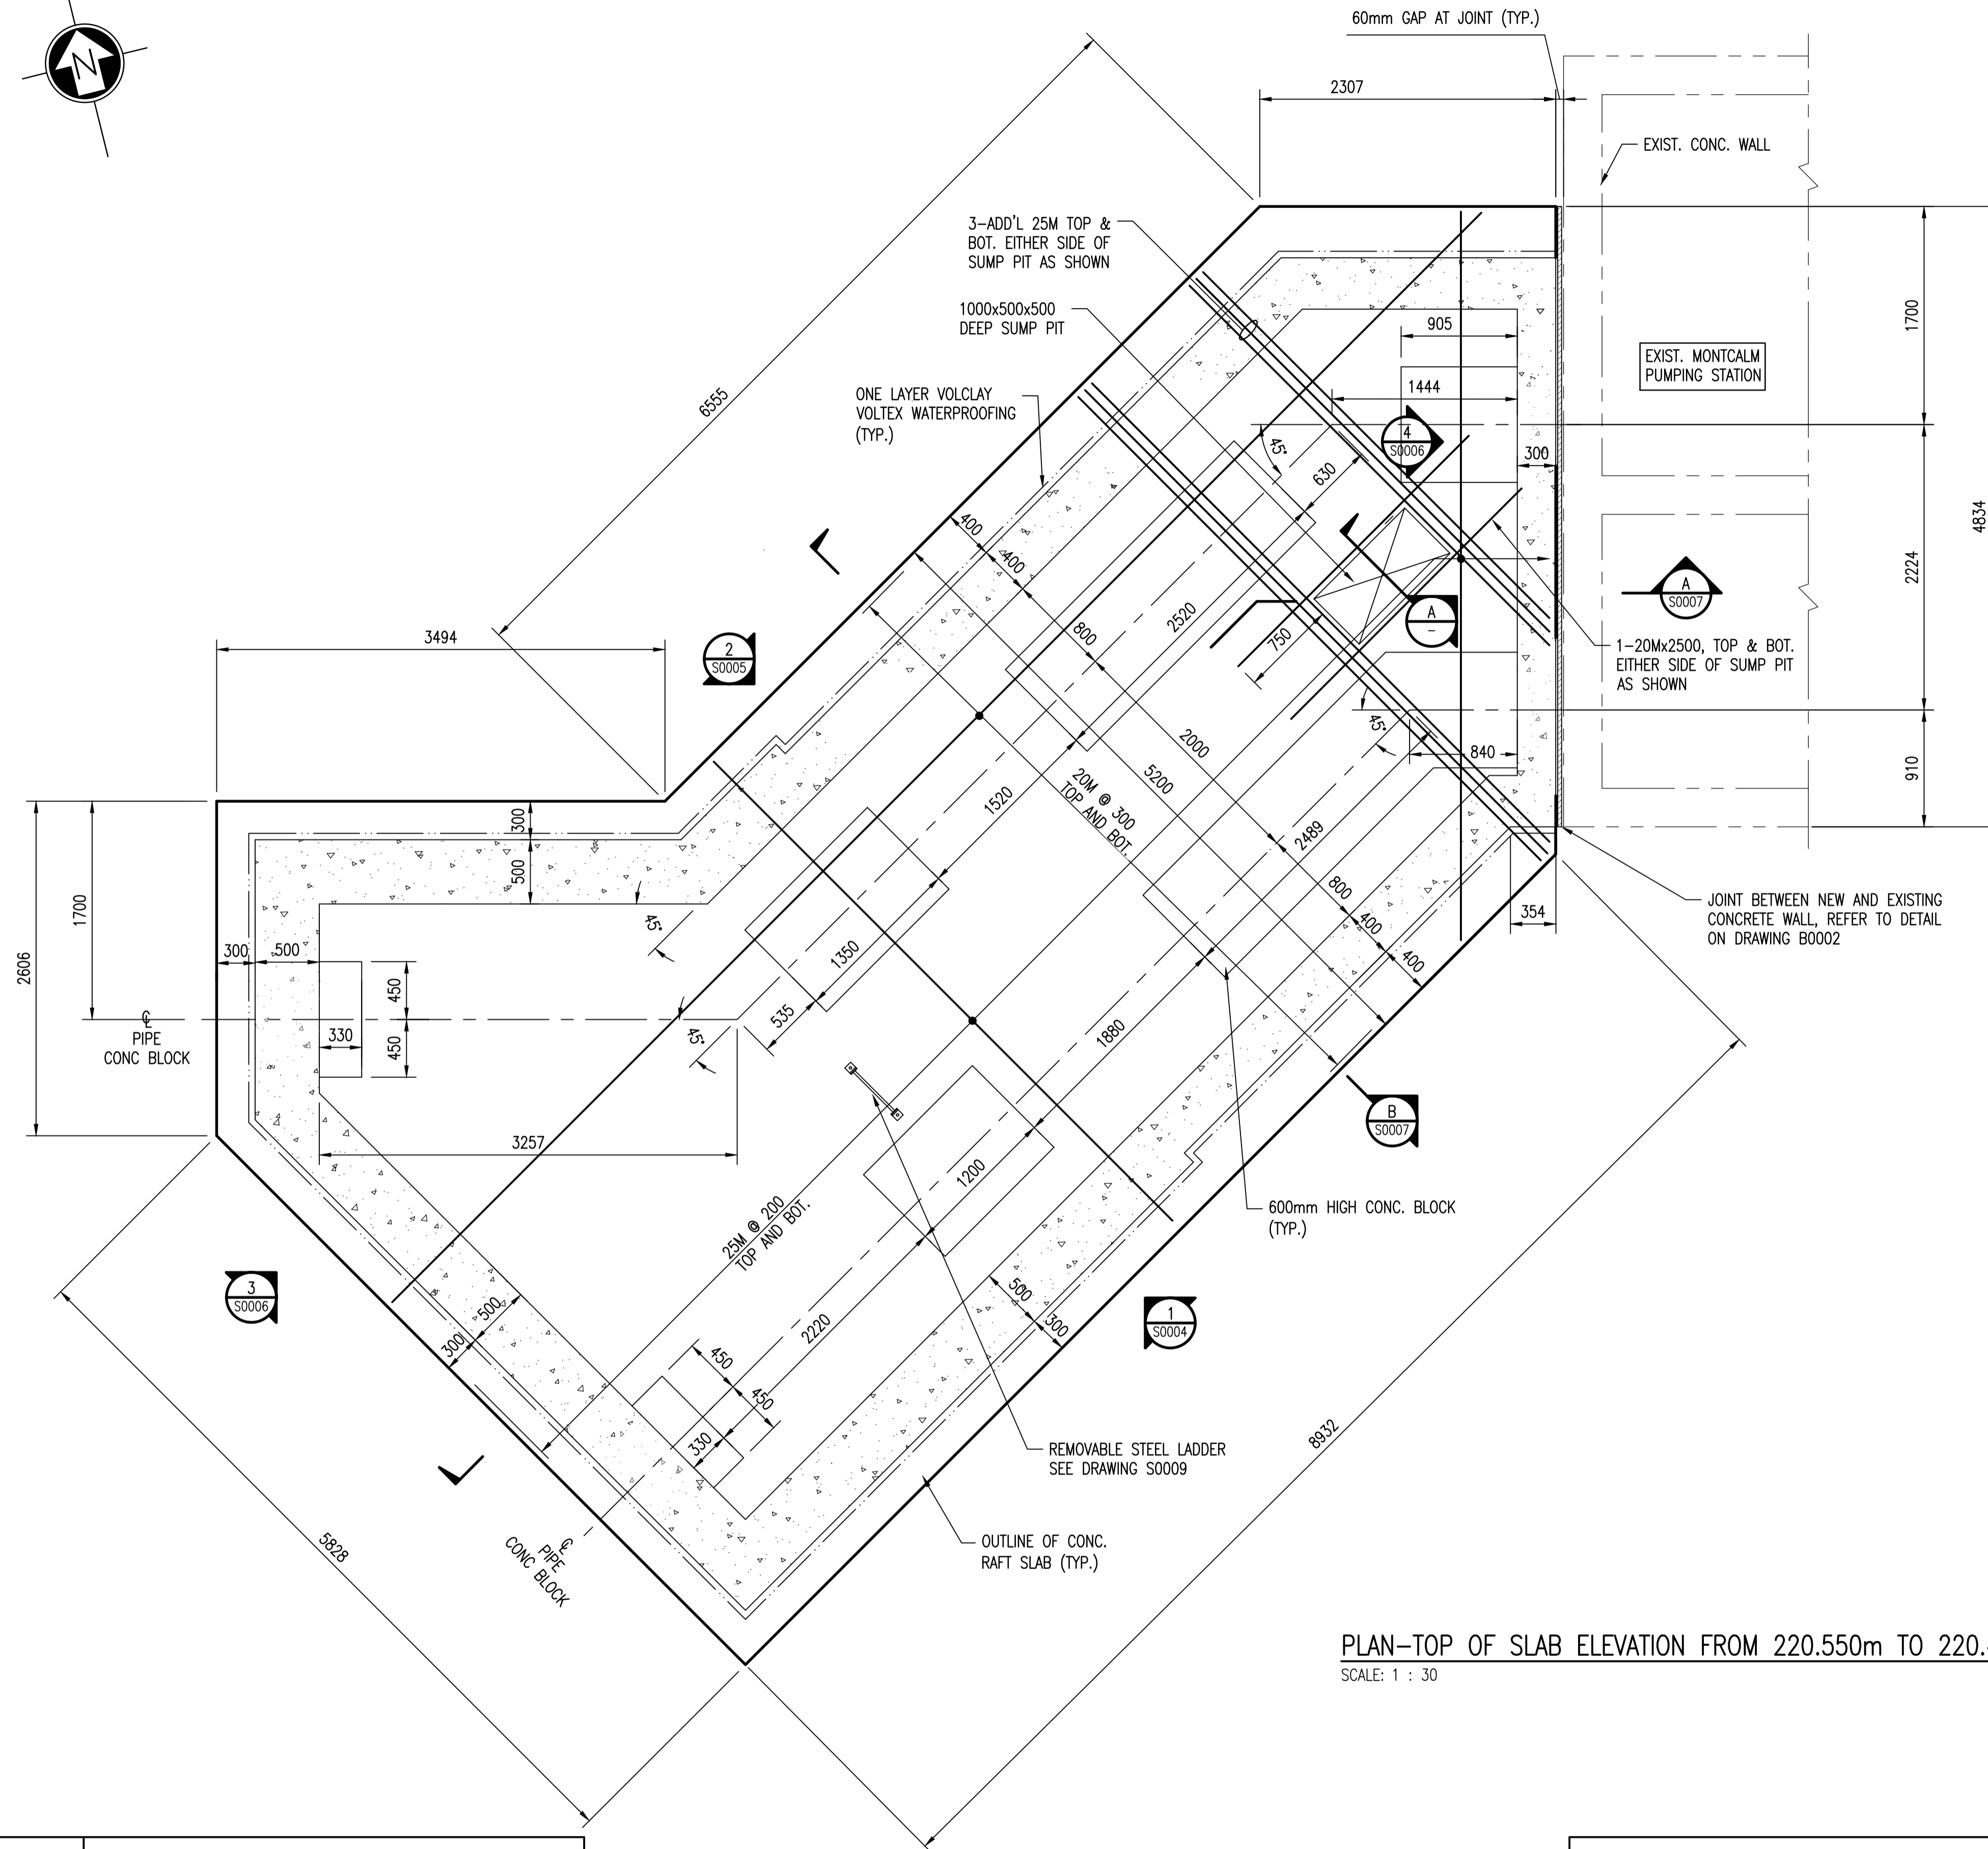 N
60mm GAP AT JOINT (TYP.)
2307
EXIST. CONC. WALL
3-ADD'L 25M TOP &
BOT. EITHER SIDE OF
SUMP PIT AS SHOWN
1000x500x500
DEEP SUMP PIT
905
1700
EXIST. MONTCALM
PUMPING STATION
6555
ONE LAYER VOLCLAY
VOLTEX WATERPROOFING
(TYP.)
1444
4
S0006
45°
630
300
4834
400
400
2224
A
S0007
800
2520
A
-
750
3494
2
S0005
1-20Mx2500, TOP & BOT.
EITHER SIDE OF SUMP PIT
AS SHOWN
2000
5200
45°
840
910
20M @ 300
TOP AND BOT.
1520
2489
300
500
800
400
400
354
JOINT BETWEEN NEW AND EXISTING
CONCRETE WALL, REFER TO DETAIL
ON DRAWING B0002
2606
1700
300
500
45°
1350
450
330
450
535
45°
1880
℄
PIPE
CONC BLOCK
B
S0007
3257
1200
600mm HIGH CONC. BLOCK
(TYP.)
25M @ 200
TOP AND BOT.
3
S0006
500
300
500
300
1
S0004
2220
450
450
330
8932
REMOVABLE STEEL LADDER
SEE DRAWING S0009
5828
℄
PIPE
CONC BLOCK
OUTLINE OF CONC.
RAFT SLAB (TYP.)
PLAN-TOP OF SLAB ELEVATION FROM 220.550m TO 220.
SCALE: 1 : 30